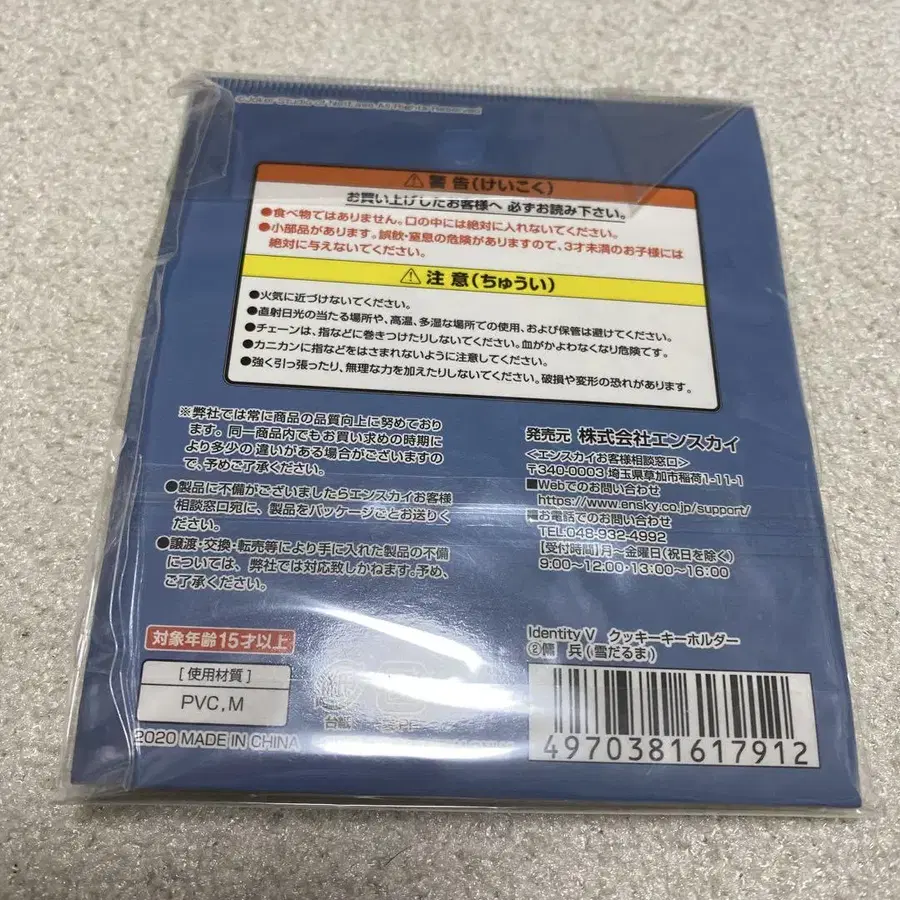 ©Joker Studio of NetEase All Rights Reserved
⚠警告(けいこく)
お買い上げしたお客様へ 必ずお読み下さい。
●食べ物ではありません。口の中には絶対に入れないでください。
●小部品があります。誤飲・窒息の危険がありますので、3才未満のお子様には
絶対に与えないでください。
⚠注意(ちゅうい)
●火気に近づけないでください。
●直射日光の当たる場所や、高温、多湿な場所での使用、および保管は避けてください。
●チェーンは、指などに巻きつけたりしないでください。血がかよわなくなり危険です。
●カニカンに指などをはさまれないように注意してください。
●強く引っ張ったり、無理な力を加えたりしないでください。破損や変形の恐れがあります。
※弊社では常に商品の品質向上に努めており
ます。同一商品内でもお買い求めの時期に
より多少の違いがある場合がございますの
で、予めご了承ください。
●製品に不備がございましたらエンスカイお客様
相談窓口宛に、製品をパッケージごとお送りく
ださい。
●譲渡・交換・転売等により手に入れた製品の不備
については、弊社では対応致しかねます。予め、
ご了承ください。
発売元 株式会社エンスカイ
<エンスカイお客様相談窓口>
〒340-0003 埼玉県草加市稲荷1-11-1
■Webでのお問い合わせ
https://www.ensky.co.jp/support/
■お電話でのお問い合わせ
TEL048-932-4992
【受付時間】月〜金曜日(祝日を除く)
9:00〜12:00・13:00〜16:00
対象年齢15才以上
[使用材質]
PVC,M
2020 MADE IN CHINA
紙
台紙
Identity V クッキーキーホルダー
②傭 兵(雪だるま)
4970381617912